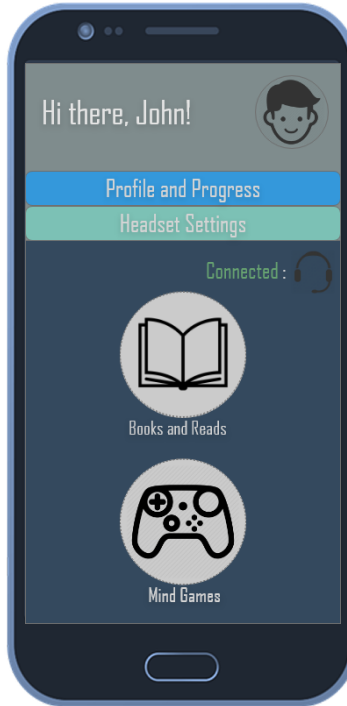 Hi there, John!
Profile and Progress
Headset Settings
Connected :
Books and Reads
Mind Games